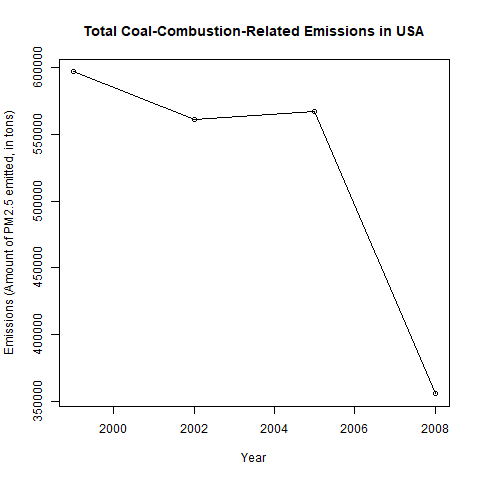 Total Coal-Combustion-Related Emissions in USA
Emissions (Amount of PM2.5 emitted, in tons)
600000
550000
500000
450000
400000
350000
2000 2002 2004 2006 2008
Year